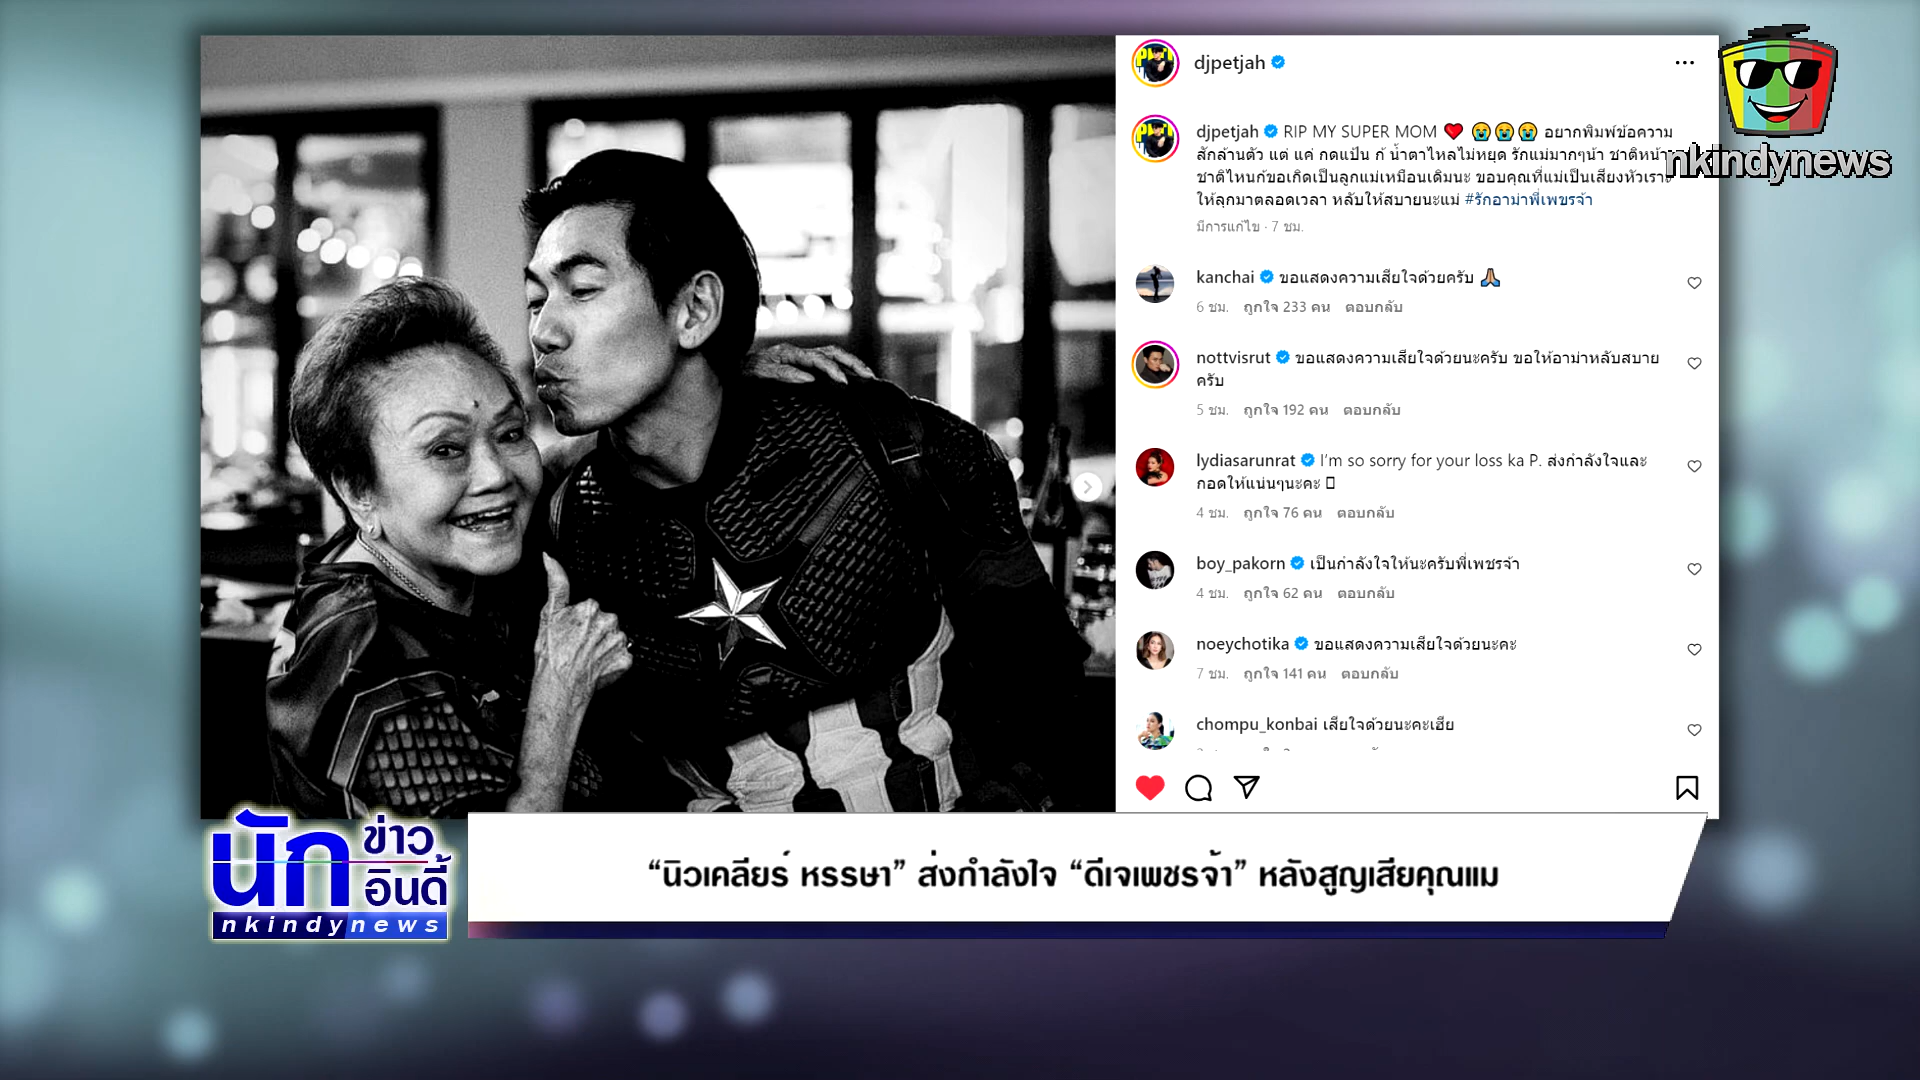 djpetjah
nkindynews
djpetjah RIP MY SUPER MOM ❤️ 😭😭😭 อยากพิมพ์ข้อความ
สักล้านตัว แต่ แค่ กดแป้น ก้ น้ำตาไหลไม่หยุด รักแม่มากๆน้า ชาติหน้า
ชาติไหนก้ขอเกิดเป็นลูกแม่เหมือนเดิมนะ ขอบคุณที่แม่เป็นเสียงหัวเราะ
ให้ลุกมาตลอดเวลา หลับให้สบายนะแม่ #รักอาม่าพี่เพขรจ้า
มีการแก้ไข · 7 ชม.
kanchai ขอแสดงความเสียใจด้วยครับ 🙏🏽
6 ชม. ถูกใจ 233 คน ตอบกลับ
nottvisrut ขอแสดงความเสียใจด้วยนะครับ ขอให้อาม่าหลับสบาย
ครับ
5 ชม. ถูกใจ 192 คน ตอบกลับ
lydiasarunrat I'm so sorry for your loss ka P. ส่งกำลังใจและ
กอดให้แน่นๆนะคะ
4 ชม. ถูกใจ 76 คน ตอบกลับ
boy_pakorn เป็นกำลังใจให้นะครับพี่เพชรจ้า
4 ชม. ถูกใจ 62 คน ตอบกลับ
noeychotika ขอแสดงความเสียใจด้วยนะคะ
7 ชม. ถูกใจ 141 คน ตอบกลับ
chompu_konbai เสียใจด้วยนะคะเฮีย
นักข่าวอินดี้
nkindynews
“นิวเคลียร์ หรรษา” ส่งกำลังใจ “ดีเจเพชรจ้า” หลังสูญเสียคุณแม